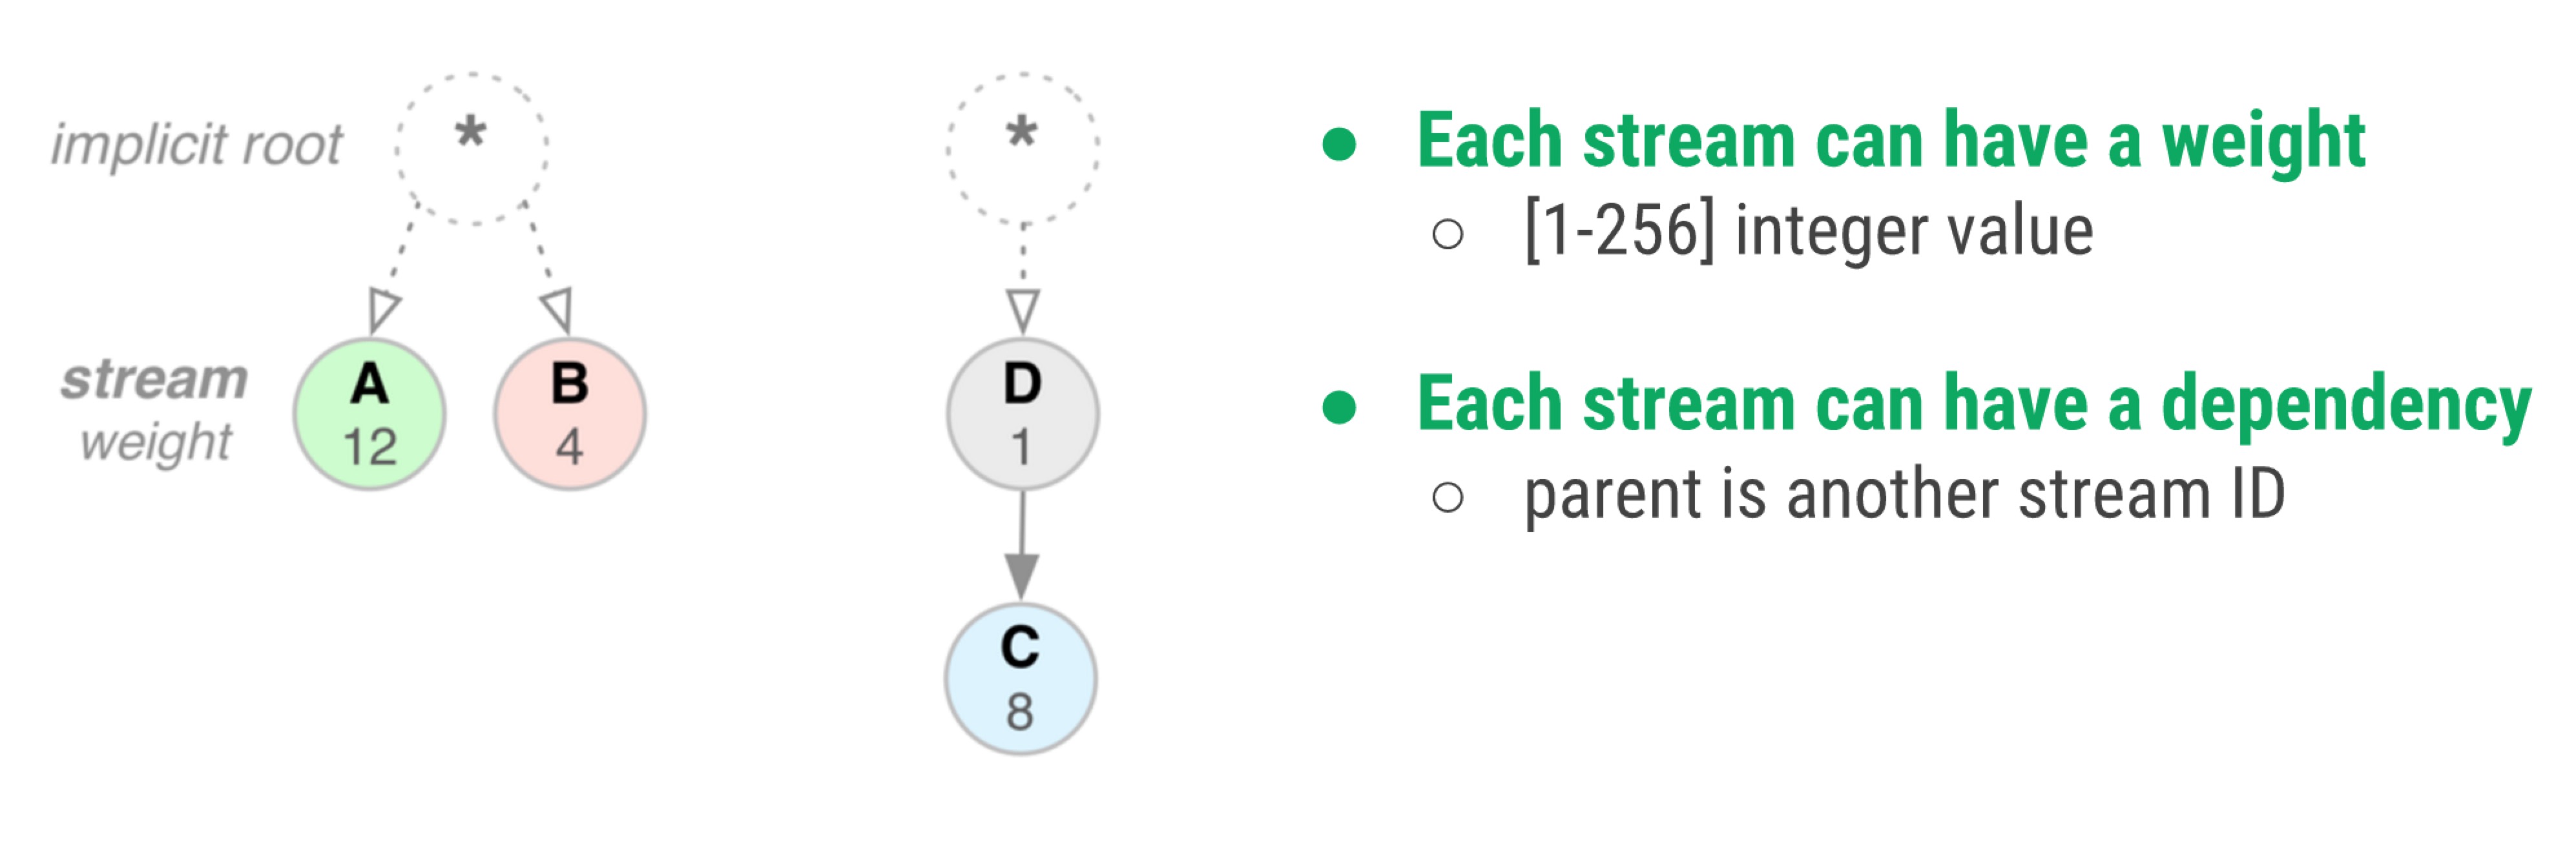 implicit root
*
*
stream
weight
A
12
B
4
D
1
C
8
● Each stream can have a weight
○ [1-256] integer value
● Each stream can have a dependency
○ parent is another stream ID